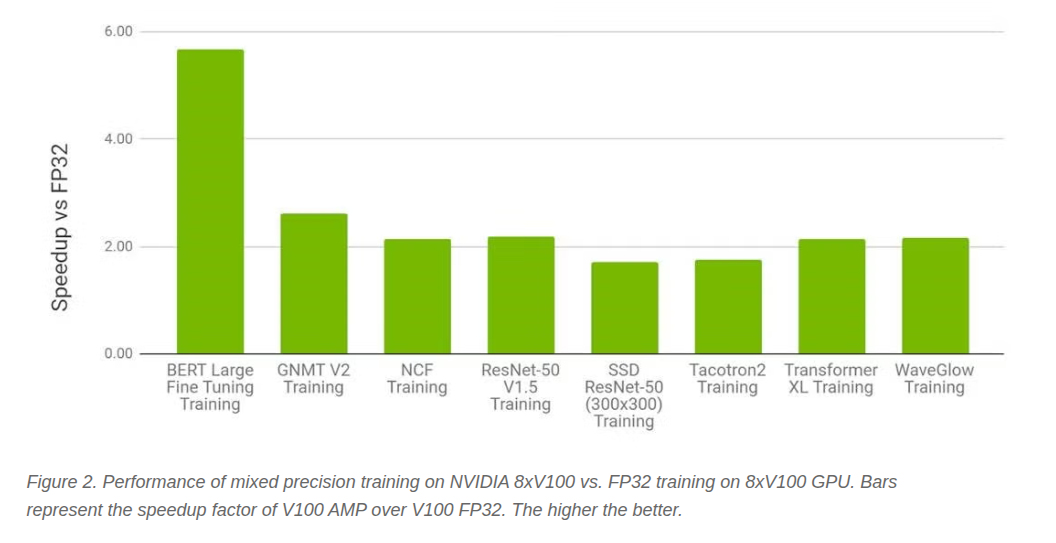 6.00
4.00
2.00
0.00
Speedup vs FP32
BERT Large
Fine Tuning
Training
GNMT V2
Training
NCF
Training
ResNet-50
V1.5
Training
SSD
ResNet-50
(300x300)
Training
Tacotron2
Training
Transformer
XL Training
WaveGlow
Training
Figure 2. Performance of mixed precision training on NVIDIA 8xV100 vs. FP32 training on 8xV100 GPU. Bars
represent the speedup factor of V100 AMP over V100 FP32. The higher the better.